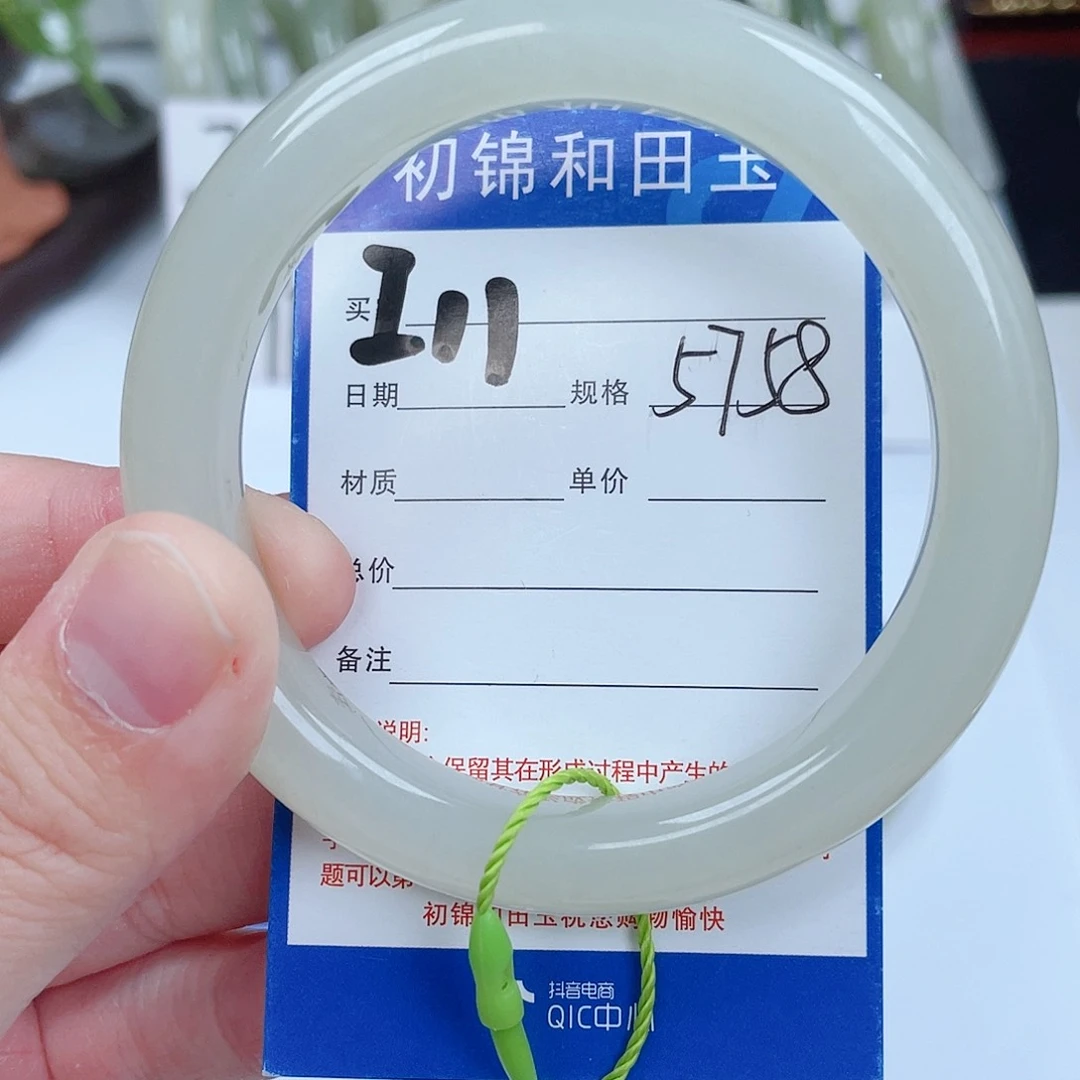 初锦和田玉
买
日期 规格 5758
材质 单价
总价
备注
说明:
保留其在形成过程中产生的
题可以第
初锦和田玉祝您购物愉快
抖音电商
QIC中心